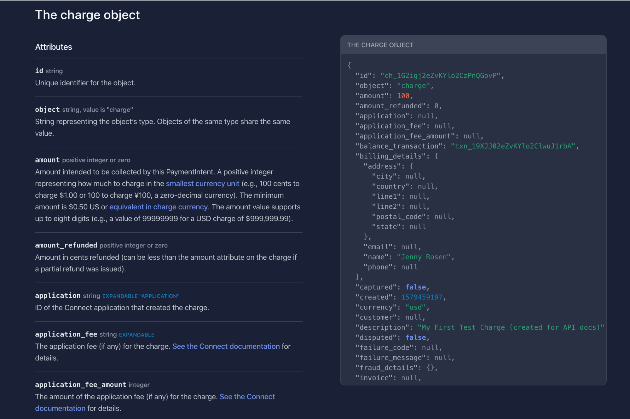 The charge object
Attributes
id string
Unique identifier for the object.
object string, value is "charge"
String representing the object's type. Objects of the same type share the same
value.
amount positive integer or zero
Amount intended to be collected by this PaymentIntent. A positive integer
representing how much to charge in the smallest currency unit (e.g., 100 cents
to charge $1.00 or 100 to charge ¥100, a zero-decimal currency). The minimum
amount is $0.50 US or equivalent in charge currency. The amount value supports
up to eight digits (e.g., a value of 99999999 for a USD charge of $999,999.99).
amount_refunded positive integer or zero
Amount in cents refunded (can be less than the amount attribute on the charge if
a partial refund was issued).
application string EXPANDABLE "APPLICATION"
ID of the Connect application that created the charge.
application_fee string EXPANDABLE
The application fee (if any) for the charge. See the Connect documentation for
details.
application_fee_amount integer
The amount of the application fee (if any) for the charge. See the Connect
documentation for details.
THE CHARGE OBJECT
{
"id": "ch_1G2iqj2eZvKYlo2CzPnQGovP",
"object": "charge",
"amount": 100,
"amount_refunded": 0,
"application": null,
"application_fee": null,
"application_fee_amount": null,
"balance_transaction": "txn_19XJJ02eZvKYlo2ClwuJ1rbA",
"billing_details": {
"address": {
"city": null,
"country": null,
"line1": null,
"line2": null,
"postal_code": null,
"state": null
},
"email": null,
"name": "Jenny Rosen",
"phone": null
},
"captured": false,
"created": 1579459107,
"currency": "usd",
"customer": null,
"description": "My First Test Charge (created for API docs)"
"disputed": false,
"failure_code": null,
"failure_message": null,
"fraud_details": {},
"invoice": null,